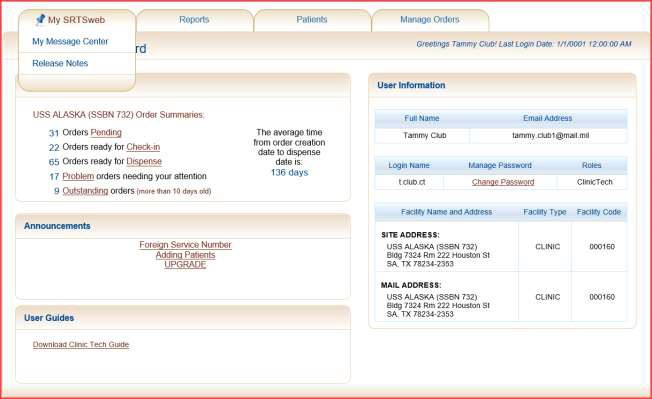 My SRTSweb
Reports
Patients
Manage Orders
My Message Center
Release Notes
rd
Greetings Tammy Club! Last Login Date: 1/1/0001 12:00:00 AM
USS ALASKA (SSBN 732) Order Summaries:
31 Orders Pending
22 Orders ready for Check-in
65 Orders ready for Dispense
17 Problem orders needing your attention
9 Outstanding orders (more than 10 days old)
The average time
from order creation
date to dispense
date is:
136 days
Announcements
Foreign Service Number
Adding Patients
UPGRADE
User Guides
Download Clinic Tech Guide
User Information
Full Name Email Address
Tammy Club tammy.club1@mail.mil
Login Name Manage Password Roles
t.club.ct Change Password ClinicTech
Facility Name and Address Facility Type Facility Code
SITE ADDRESS:
USS ALASKA (SSBN 732) CLINIC 000160
Bldg 7324 Rm 222 Houston St
SA, TX 78234-2353
MAIL ADDRESS:
USS ALASKA (SSBN 732) CLINIC 000160
Bldg 7324 Rm 222 Houston St
SA, TX 78234-2353